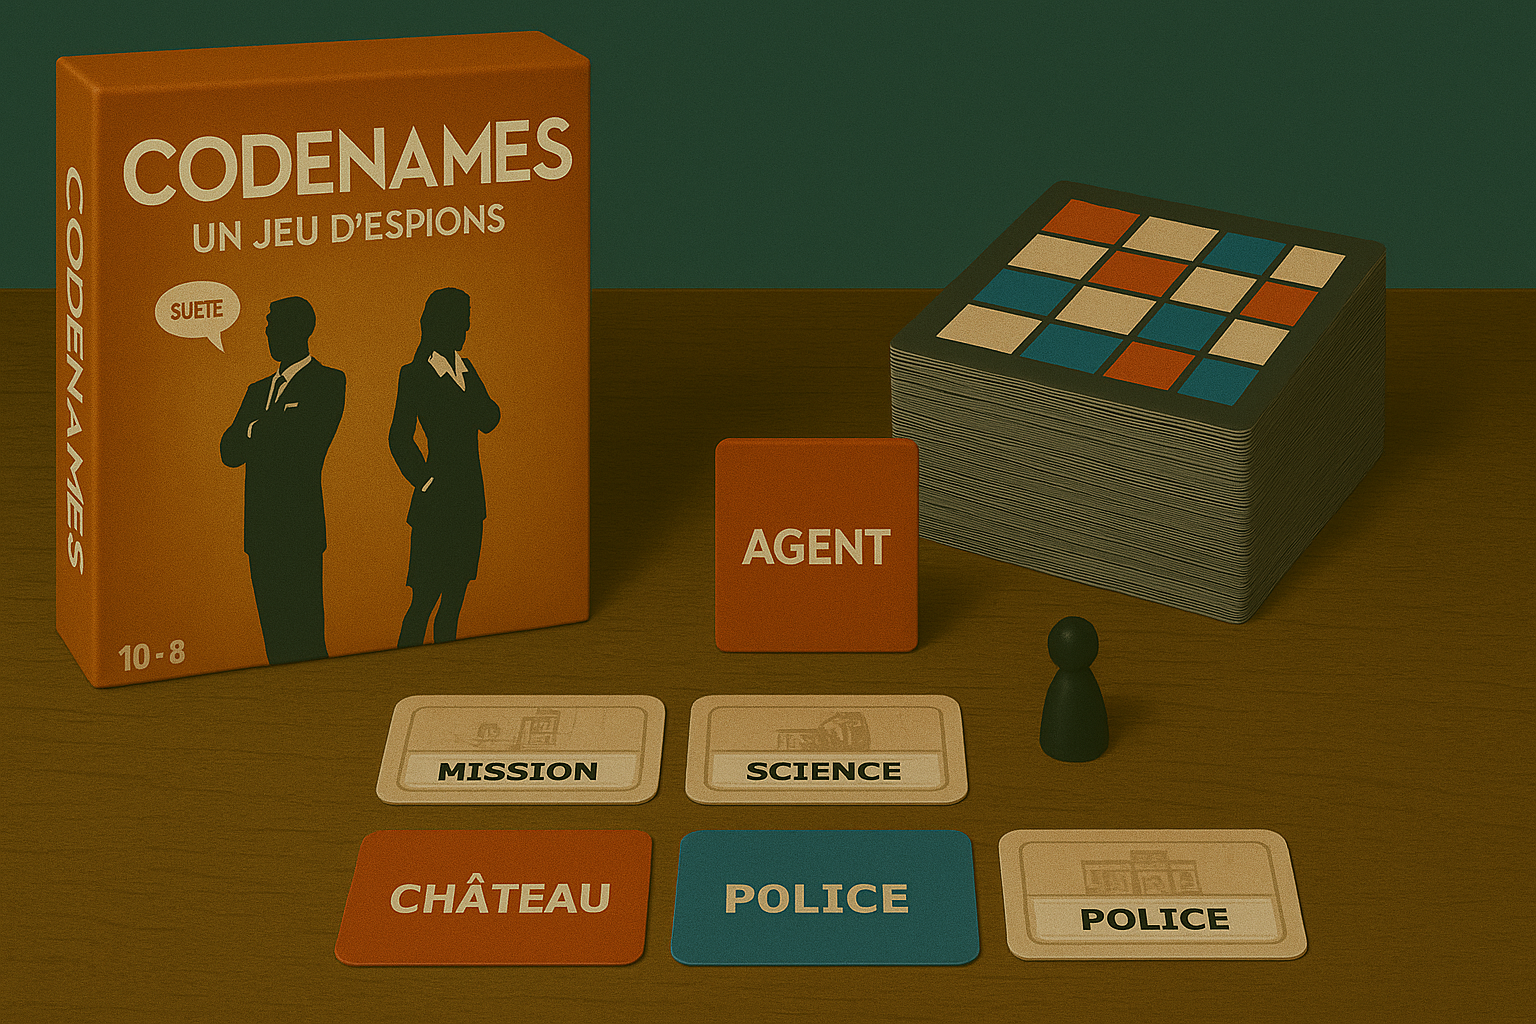 CODENAMES
UN JEU D'ESPIONS
SUETE
CODENAMES
10-8
AGENT
MISSION
SCIENCE
CHÂTEAU
POLICE
POLICE